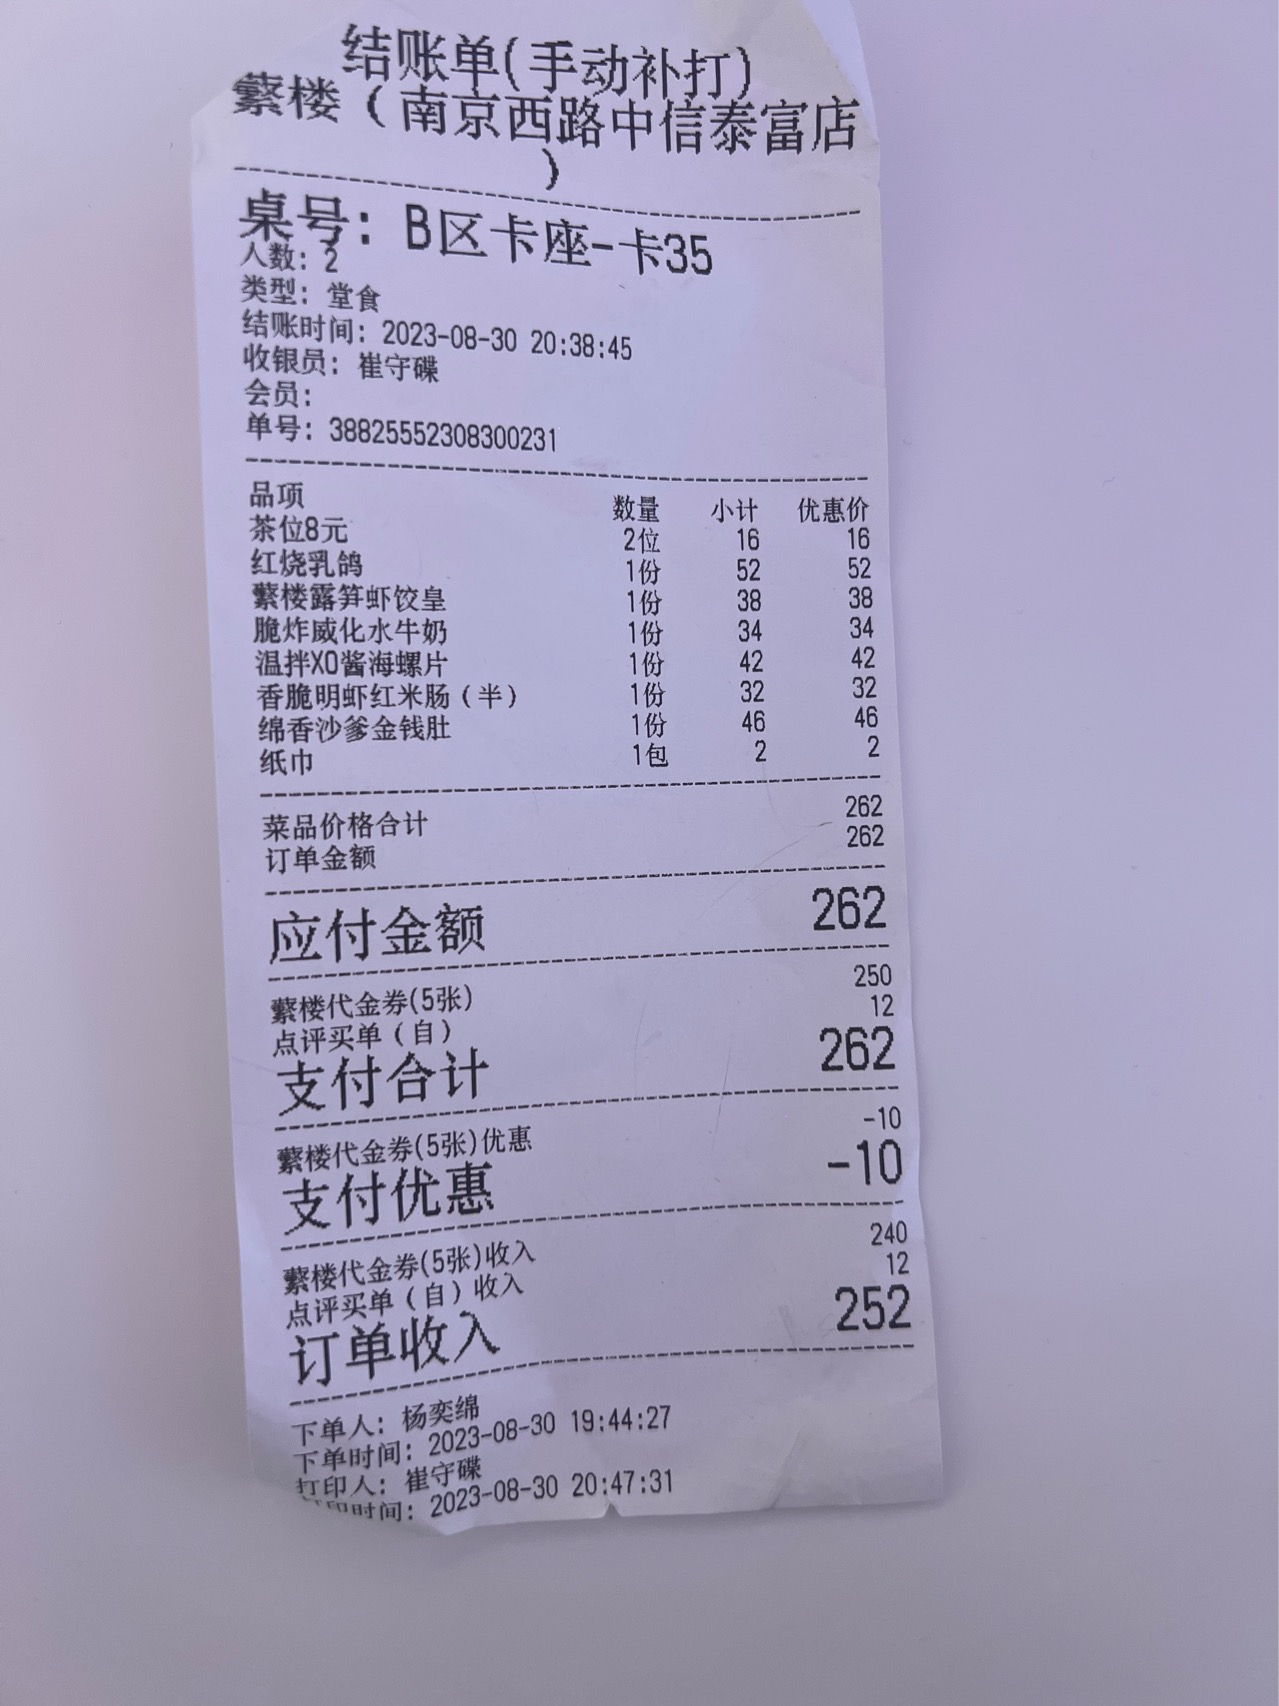 结账单(手动补打)
蘩楼（南京西路中信泰富店
）
桌号: B区卡座-卡35
人数: 2
类型: 堂食
结账时间: 2023-08-30 20:38:45
收银员: 崔守碟
会员:
单号: 38825552308300231
品项 数量 小计 优惠价
茶位8元 2位 16 16
红烧乳鸽 1份 52 52
蘩楼露笋虾饺皇 1份 38 38
脆炸威化水牛奶 1份 34 34
温拌XO酱海螺片 1份 42 42
香脆明虾红米肠（半） 1份 32 32
绵香沙爹金钱肚 1份 46 46
纸巾 1包 2 2
菜品价格合计 262
订单金额 262
应付金额 262
蘩楼代金券(5张) 250
点评买单（自） 12
支付合计 262
蘩楼代金券(5张)优惠 -10
支付优惠 -10
蘩楼代金券(5张)收入 240
点评买单（自）收入 12
订单收入 252
下单人: 杨奕绵
下单时间: 2023-08-30 19:44:27
打印人: 崔守碟
打印时间: 2023-08-30 20:47:31